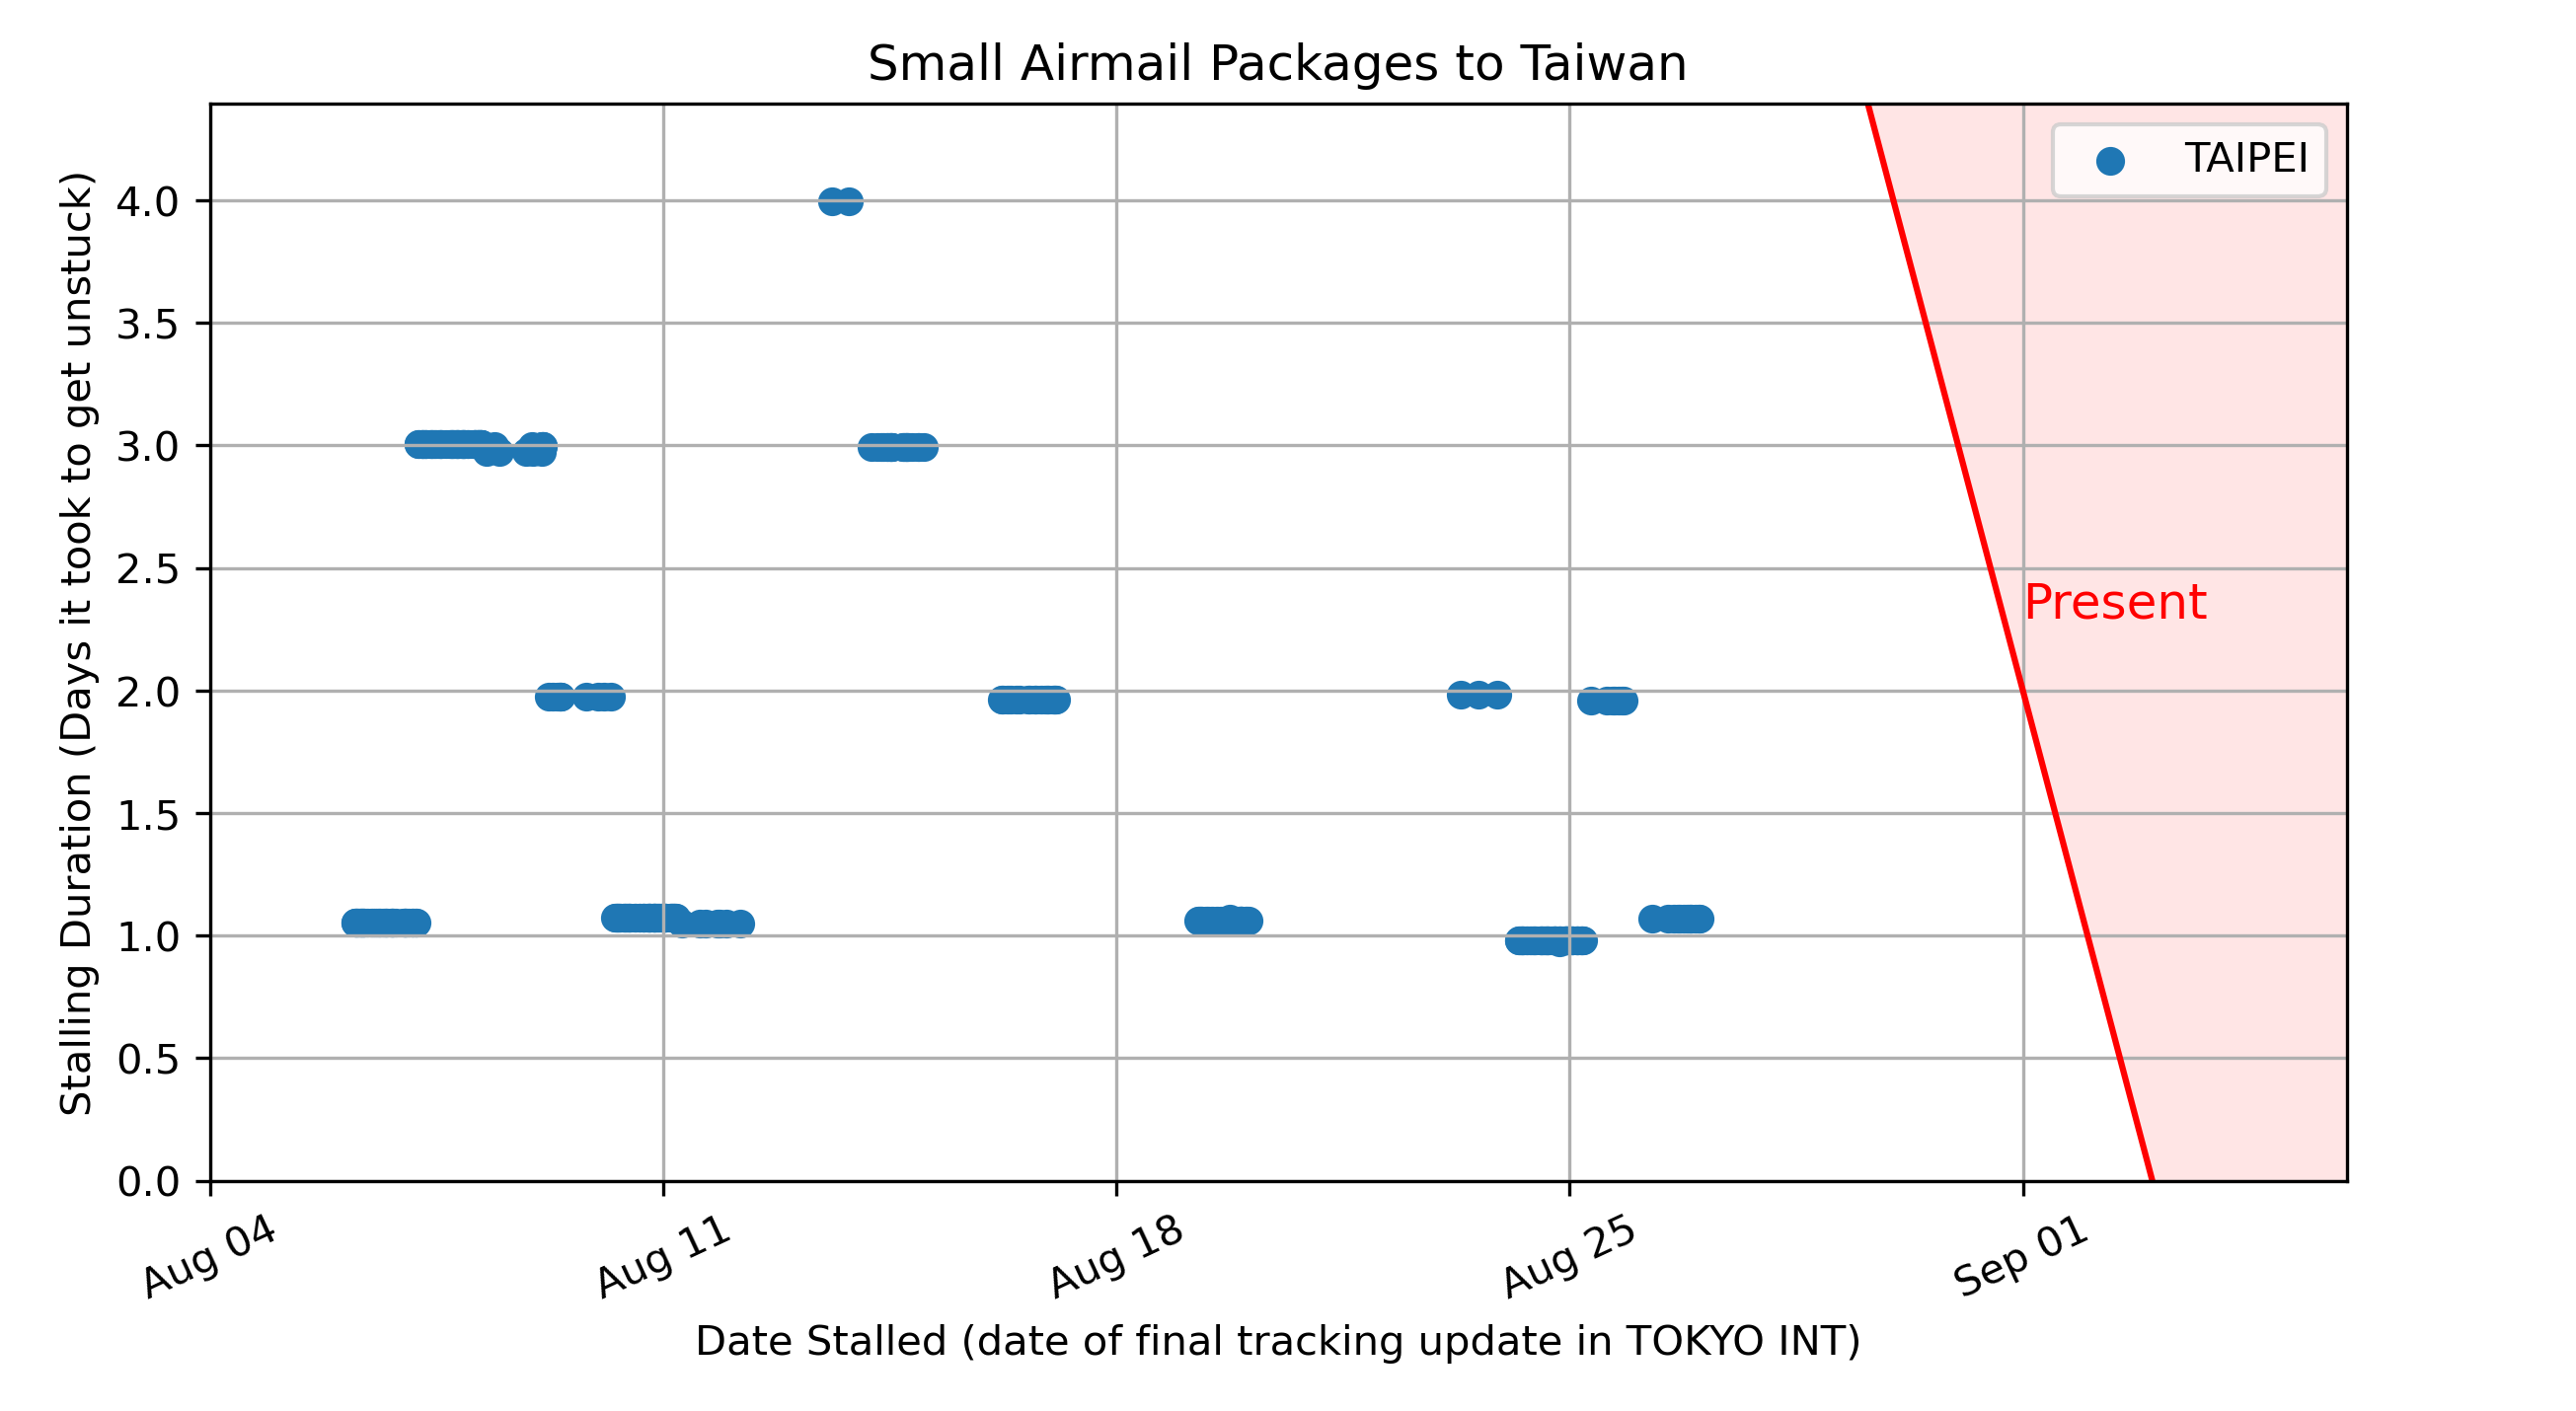 Small Airmail Packages to Taiwan
TAIPEI
Stalling Duration (Days it took to get unstuck)
4.0
3.5
3.0
2.5
2.0
1.5
1.0
0.5
0.0
Present
Aug 04
Aug 11
Aug 18
Aug 25
Sep 01
Date Stalled (date of final tracking update in TOKYO INT)